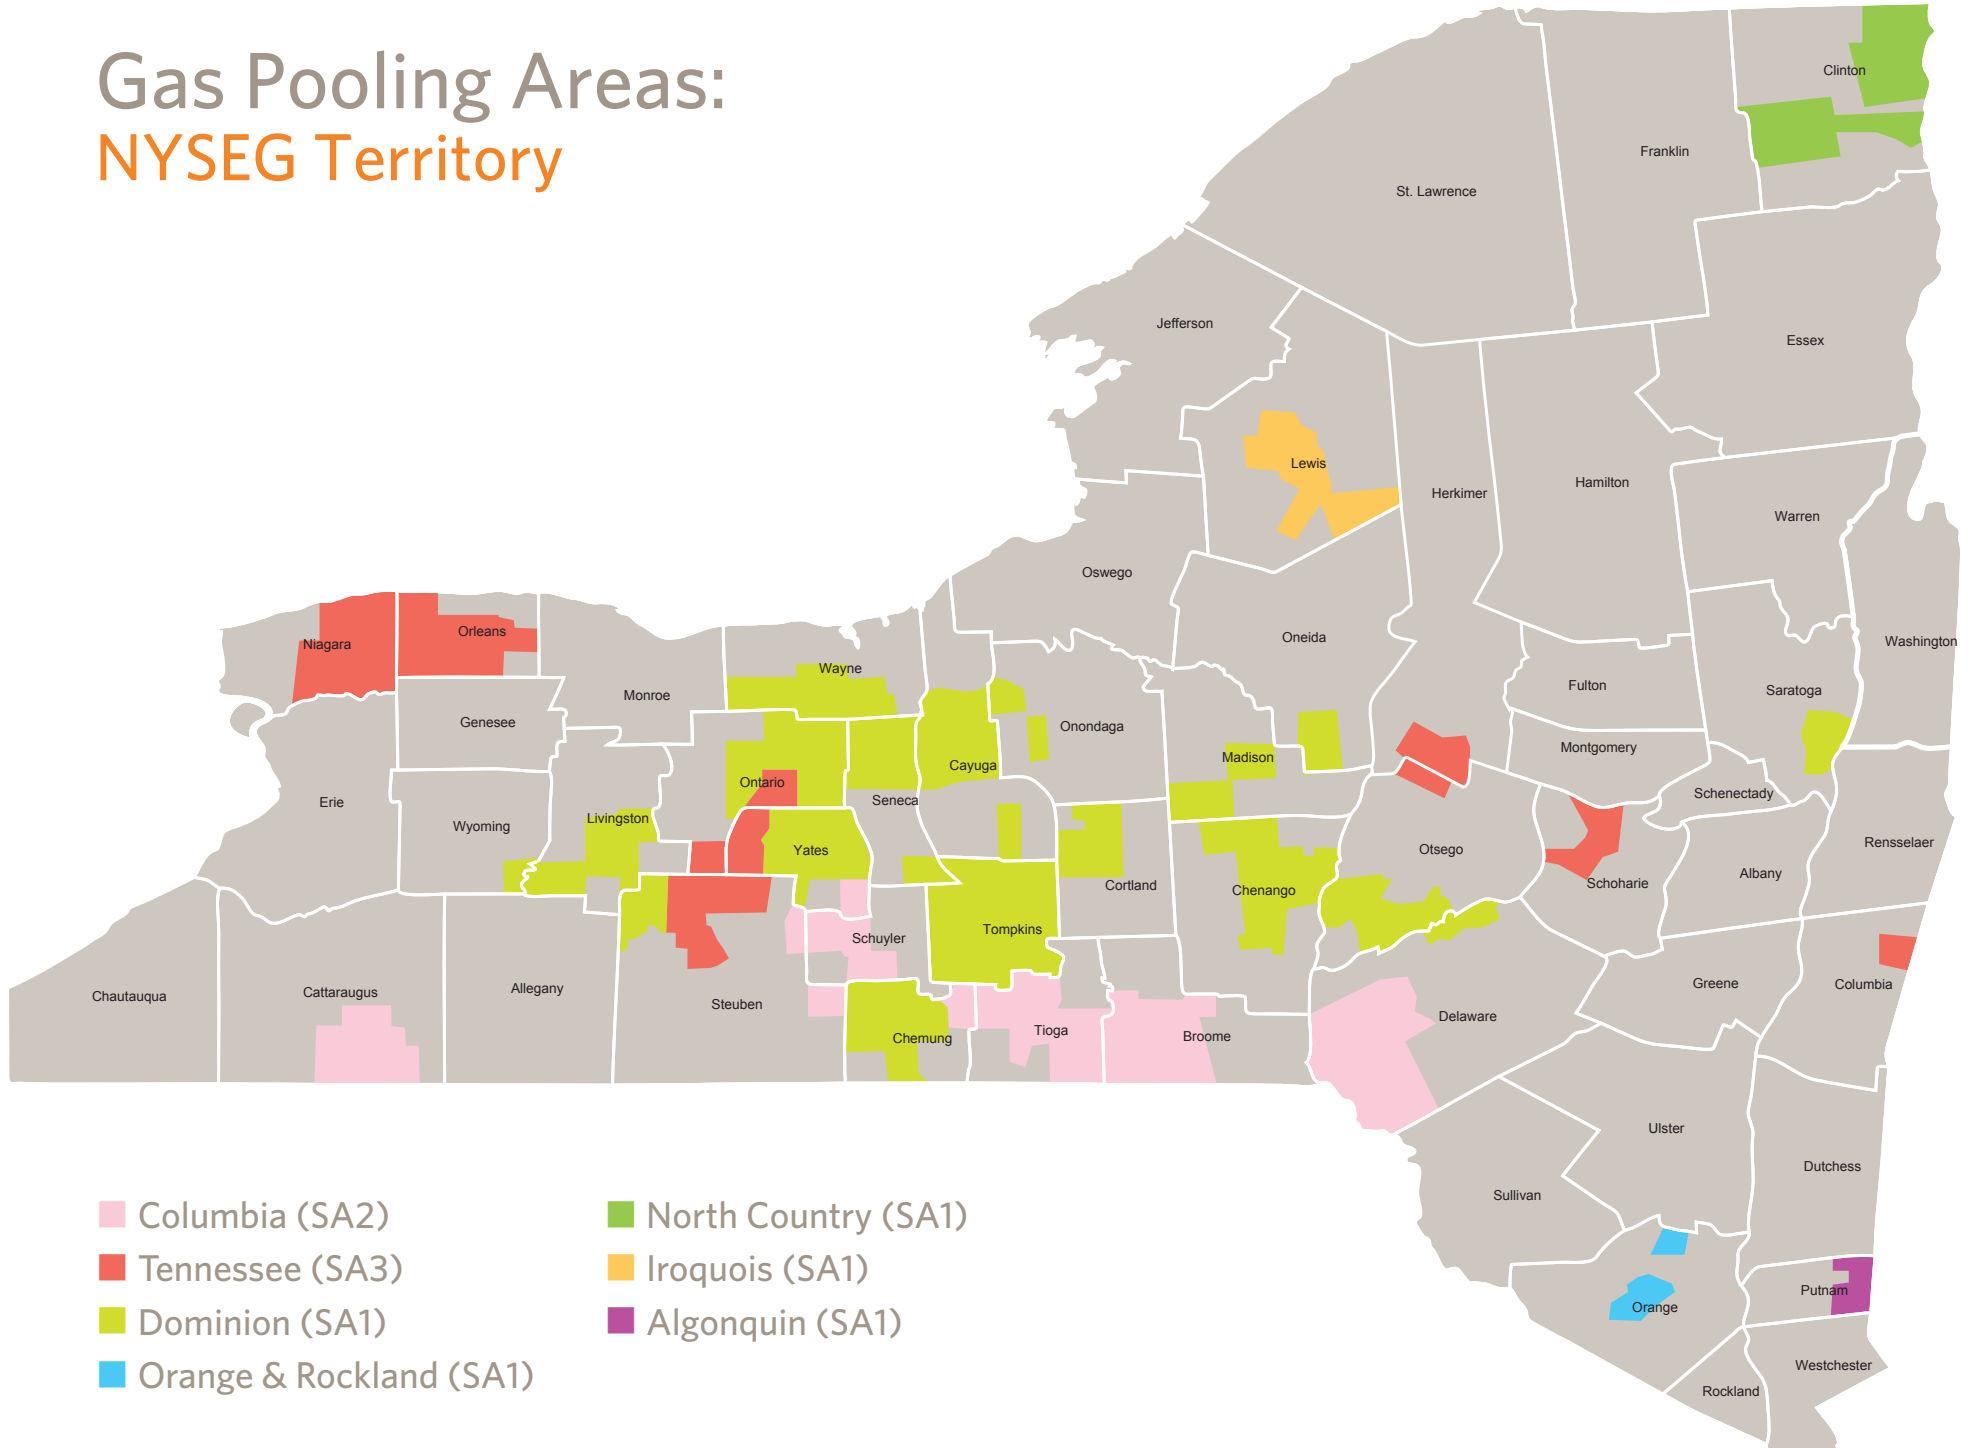 Gas Pooling Areas:
NYSEG Territory
Clinton
Franklin
St. Lawrence
Jefferson
Essex
Lewis
Herkimer
Hamilton
Warren
Oswego
Oneida
Washington
Niagara
Orleans
Wayne
Monroe
Fulton
Saratoga
Genesee
Onondaga
Montgomery
Madison
Cayuga
Ontario
Seneca
Schenectady
Erie
Wyoming
Livingston
Yates
Otsego
Rensselaer
Cortland
Chenango
Schoharie
Albany
Tompkins
Schuyler
Chautauqua
Cattaraugus
Allegany
Steuben
Greene
Columbia
Chemung
Tioga
Broome
Delaware
Ulster
Dutchess
Sullivan
Putnam
Orange
Westchester
Rockland
Columbia (SA2)
Tennessee (SA3)
Dominion (SA1)
Orange & Rockland (SA1)
North Country (SA1)
Iroquois (SA1)
Algonquin (SA1)